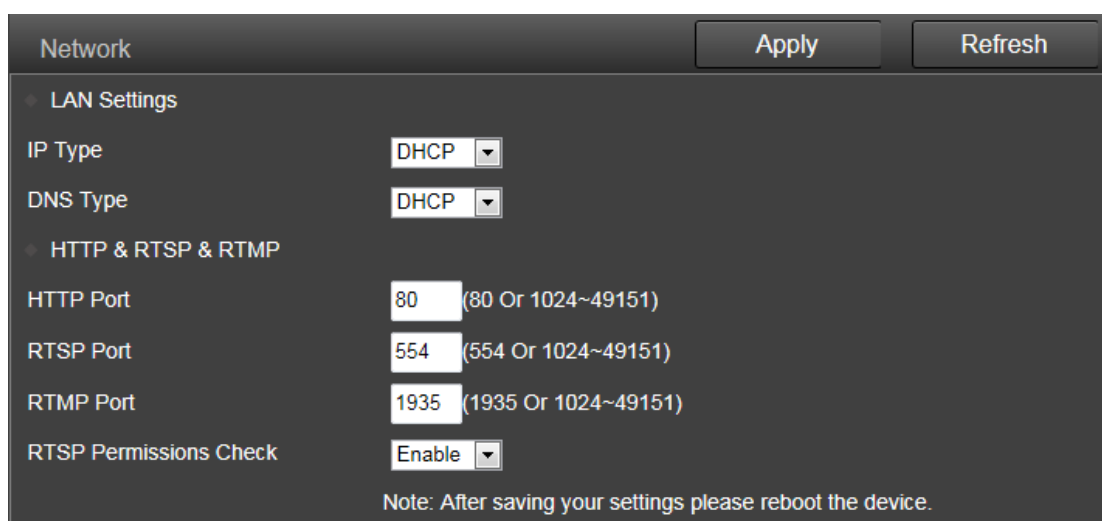 Network Apply Refresh
LAN Settings
IP Type DHCP
DNS Type DHCP
HTTP & RTSP & RTMP
HTTP Port 80 (80 Or 1024~49151)
RTSP Port 554 (554 Or 1024~49151)
RTMP Port 1935 (1935 Or 1024~49151)
RTSP Permissions Check Enable
Note: After saving your settings please reboot the device.